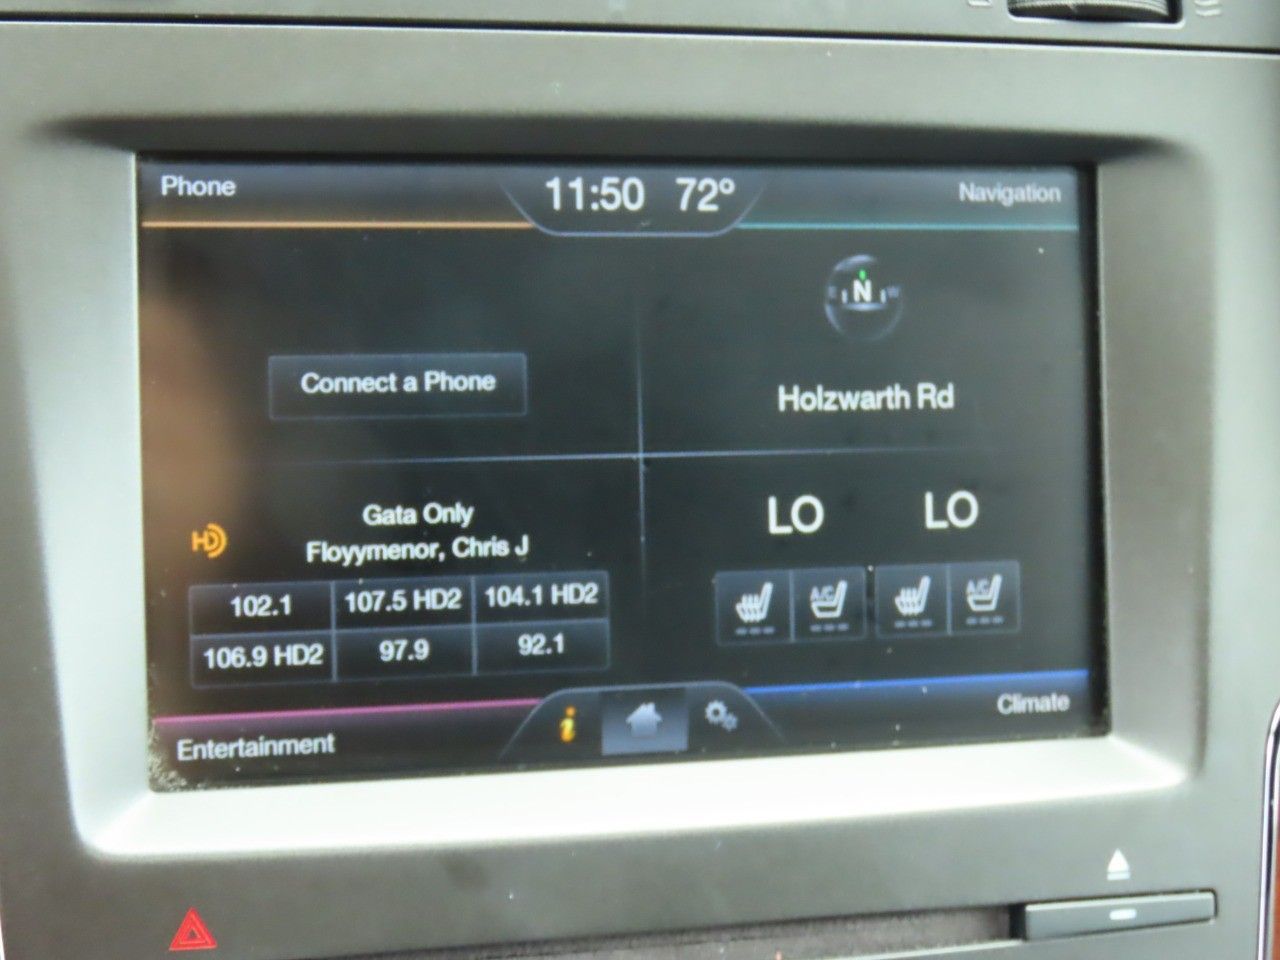 Phone
11:50 72°
Navigation
E N W
Connect a Phone
Holzwarth Rd
HD
Gata Only
Floyymenor, Chris J
LO LO
102.1 107.5 HD2 104.1 HD2
106.9 HD2 97.9 92.1
A/C A/C
Entertainment
i
Climate